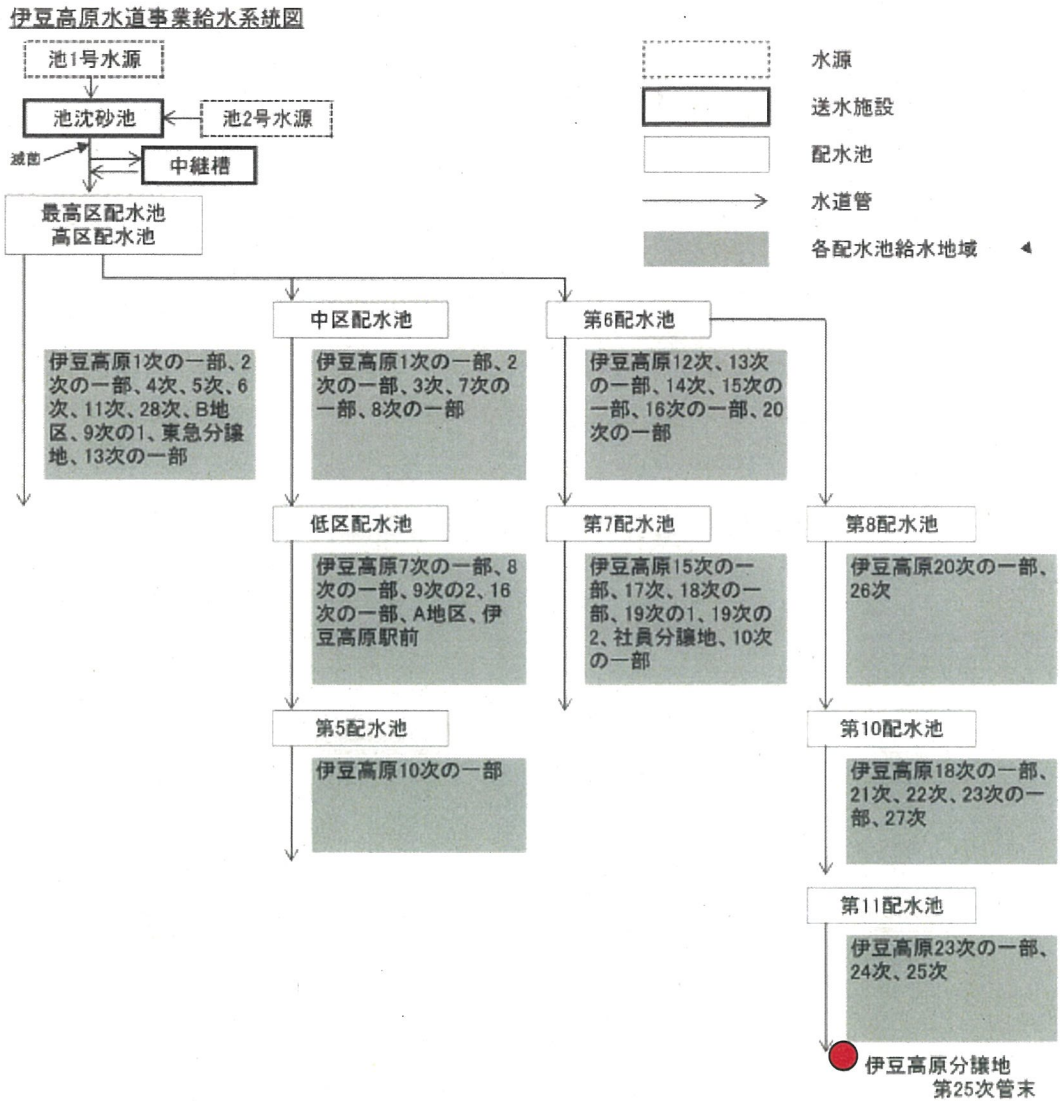 伊豆高原水道事業給水系統図
池1号水源
池沈砂池
池2号水源
滅菌
中継槽
最高区配水池
高区配水池
水源
送水施設
配水池
水道管
各配水池給水地域
中区配水池
第6配水池
伊豆高原1次の一部、2
次の一部、4次、5次、6
次、11次、28次、B地
区、9次の1、東急分譲
地、13次の一部
伊豆高原1次の一部、2
次の一部、3次、7次の
一部、8次の一部
伊豆高原12次、13次
の一部、14次、15次の
一部、16次の一部、20
次の一部
低区配水池
第7配水池
第8配水池
伊豆高原7次の一部、8
次の一部、9次の2、16
次の一部、A地区、伊
豆高原駅前
伊豆高原15次の一
部、17次、18次の一
部、19次の1、19次の
2、社員分譲地、10次
の一部
伊豆高原20次の一部、
26次
第5配水池
第10配水池
伊豆高原10次の一部
伊豆高原18次の一部、
21次、22次、23次の一
部、27次
第11配水池
伊豆高原23次の一部、
24次、25次
伊豆高原分譲地
第25次管末